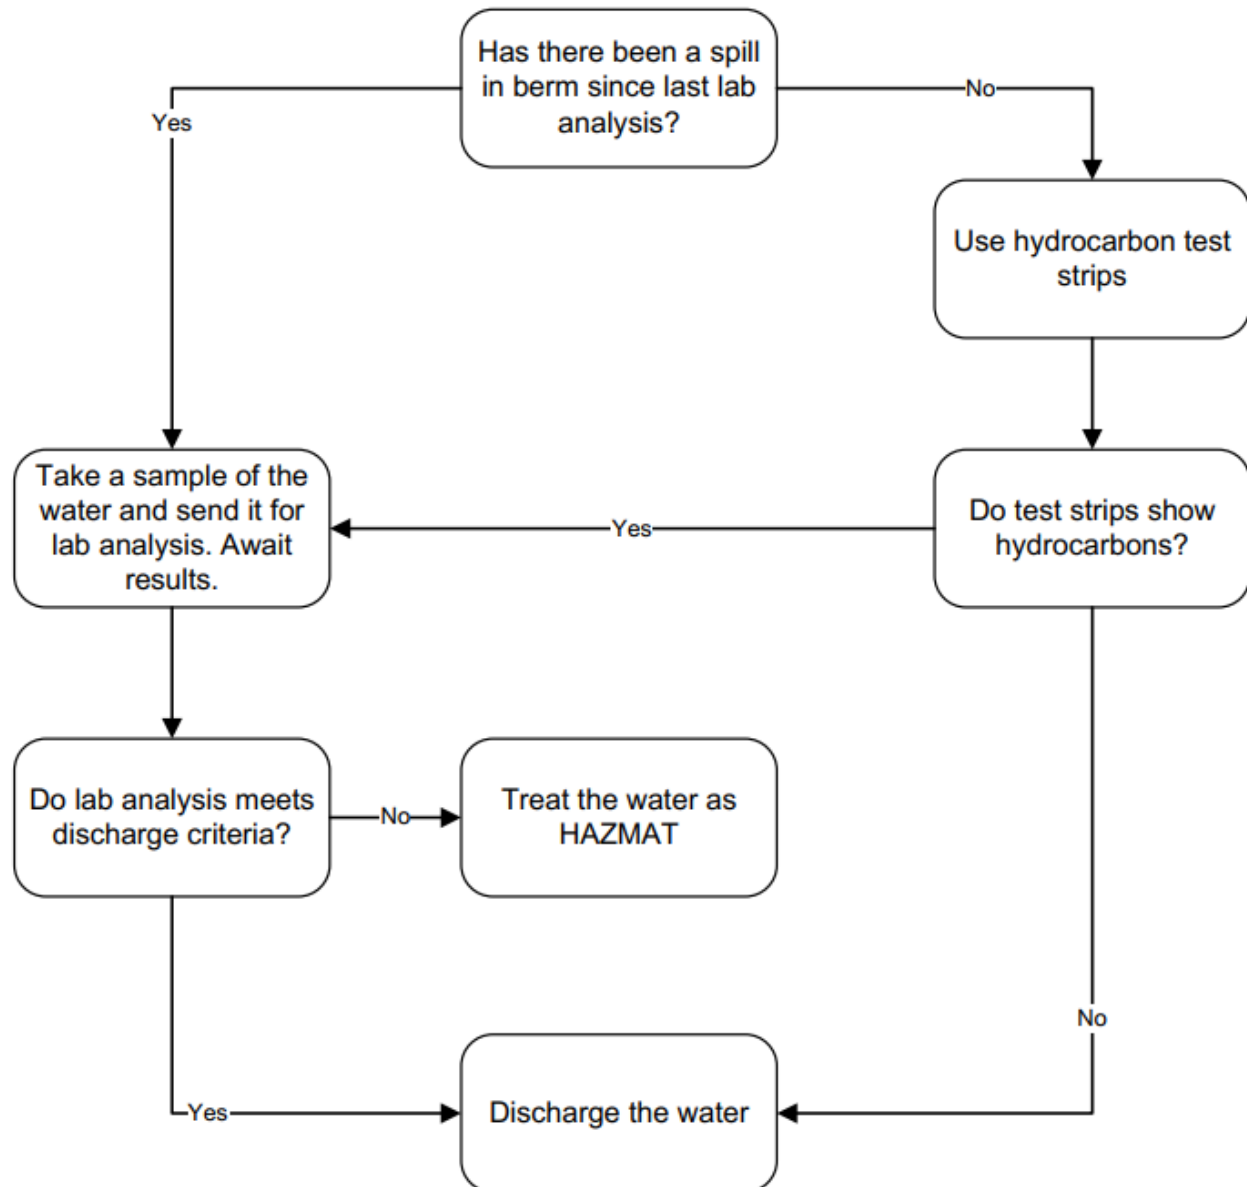 Has there been a spill
in berm since last lab
analysis?
Yes
No
Use hydrocarbon test
strips
Take a sample of the
water and send it for
lab analysis. Await
results.
Yes
Do test strips show
hydrocarbons?
Do lab analysis meets
discharge criteria?
No
Treat the water as
HAZMAT
No
Yes
Discharge the water